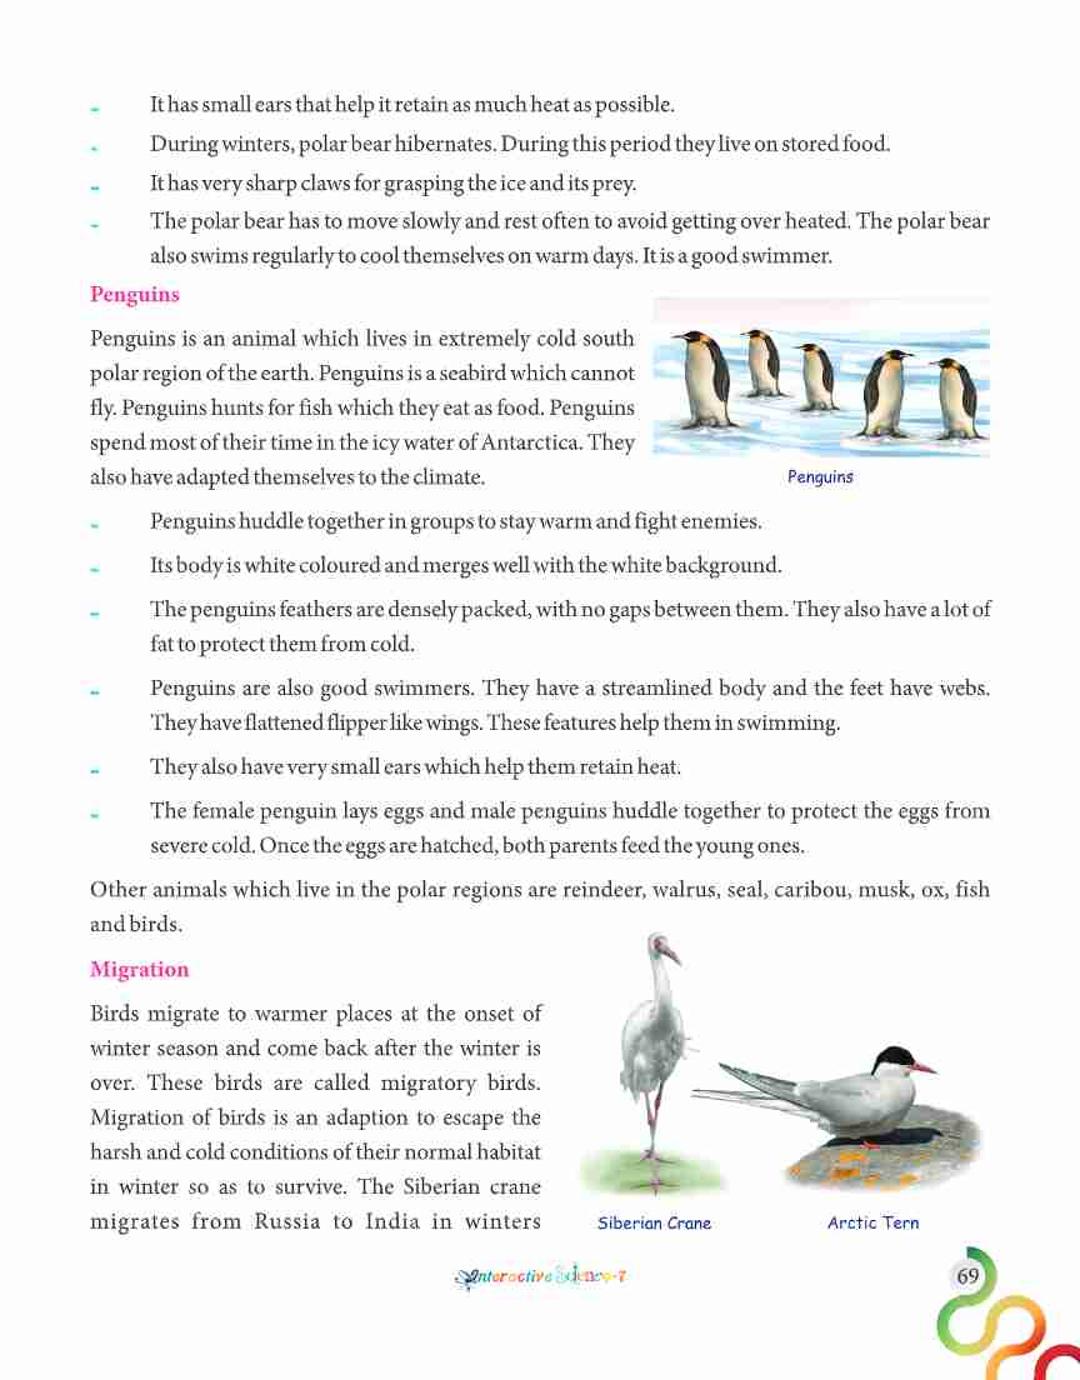 - It has small ears that help it retain as much heat as possible.
- During winters, polar bear hibernates. During this period they live on stored food.
- It has very sharp claws for grasping the ice and its prey.
- The polar bear has to move slowly and rest often to avoid getting over heated. The polar bear
also swims regularly to cool themselves on warm days. It is a good swimmer.
Penguins
Penguins is an animal which lives in extremely cold south
polar region of the earth. Penguins is a seabird which cannot
fly. Penguins hunts for fish which they eat as food. Penguins
spend most of their time in the icy water of Antarctica. They
also have adapted themselves to the climate.
Penguins
- Penguins huddle together in groups to stay warm and fight enemies.
- Its body is white coloured and merges well with the white background.
- The penguins feathers are densely packed, with no gaps between them. They also have a lot of
fat to protect them from cold.
- Penguins are also good swimmers. They have a streamlined body and the feet have webs.
They have flattened flipper like wings. These features help them in swimming.
- They also have very small ears which help them retain heat.
- The female penguin lays eggs and male penguins huddle together to protect the eggs from
severe cold. Once the eggs are hatched, both parents feed the young ones.
Other animals which live in the polar regions are reindeer, walrus, seal, caribou, musk, ox, fish
and birds.
Migration
Birds migrate to warmer places at the onset of
winter season and come back after the winter is
over. These birds are called migratory birds.
Migration of birds is an adaption to escape the
harsh and cold conditions of their normal habitat
in winter so as to survive. The Siberian crane
migrates from Russia to India in winters
Siberian Crane
Arctic Tern
Interactive Science-7
69